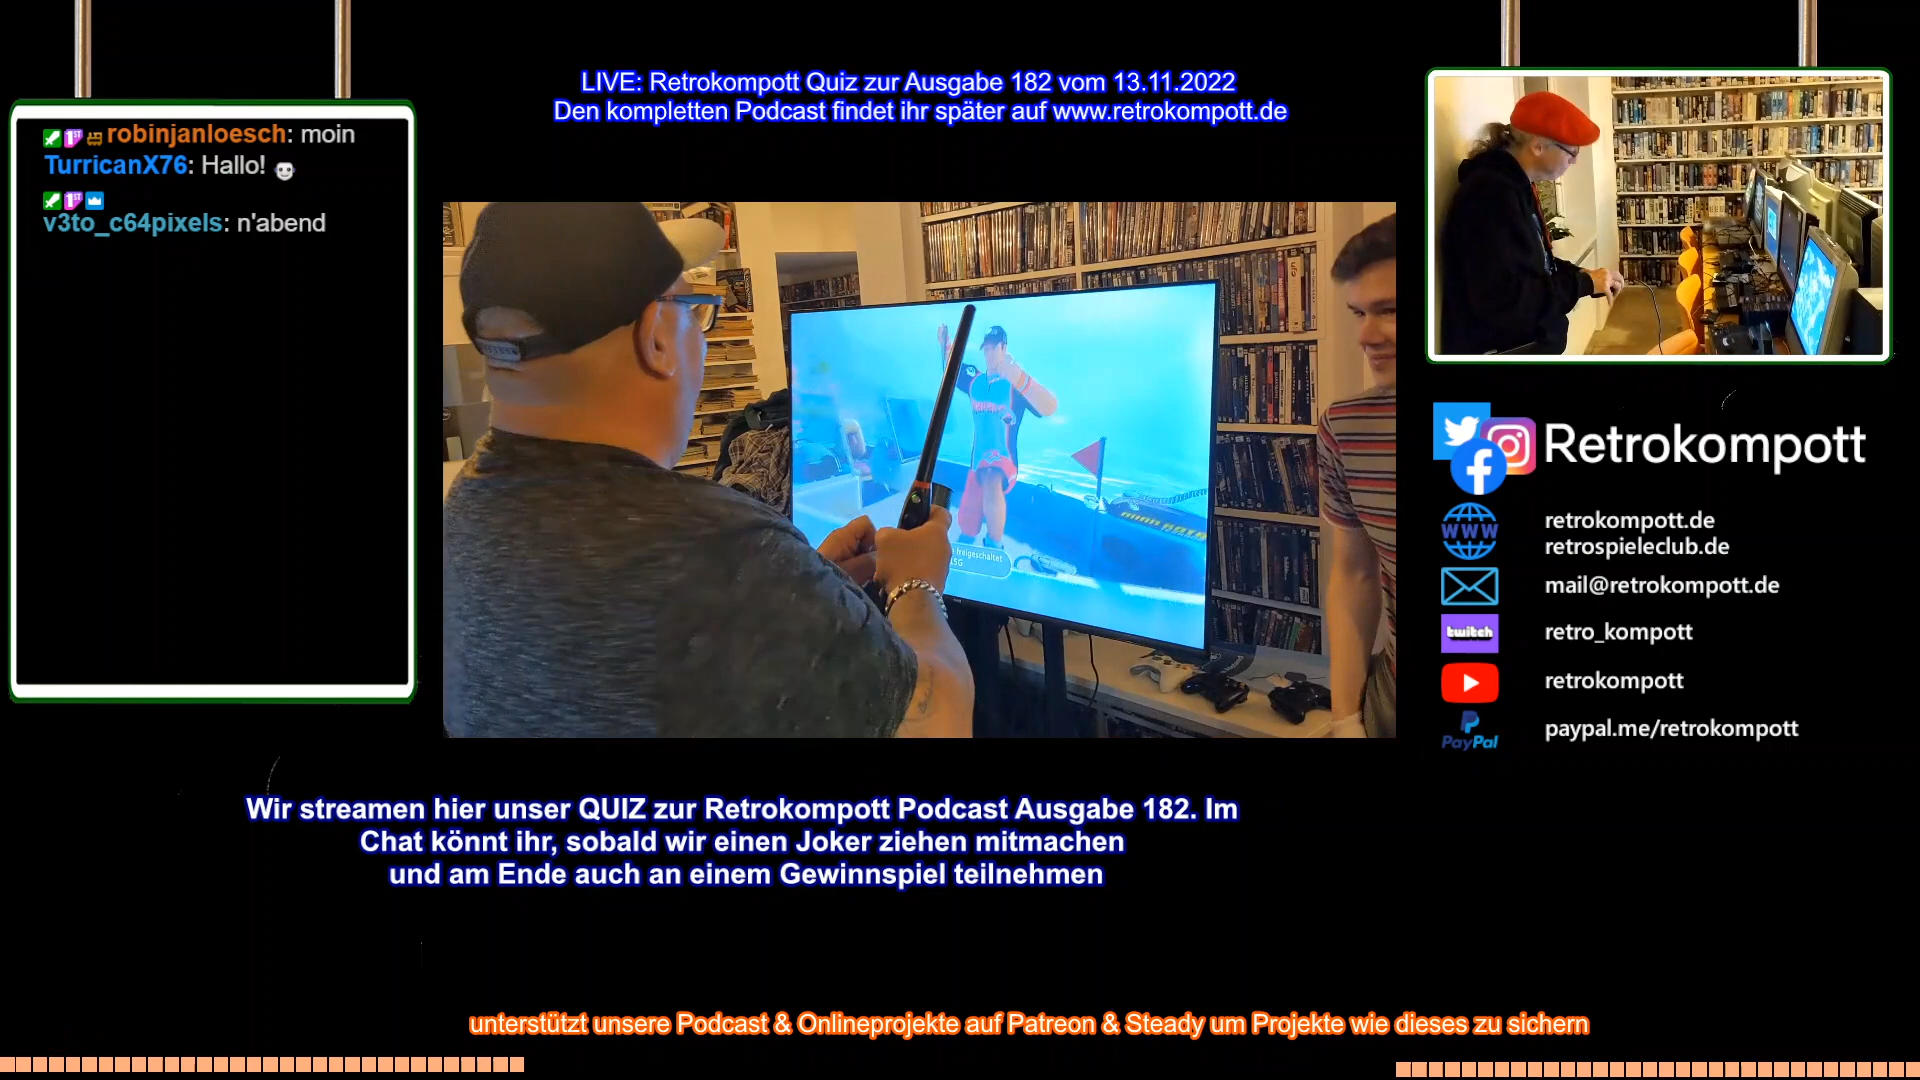 LIVE: Retrokompott Quiz zur Ausgabe 182 vom 13.11.2022
Den kompletten Podcast findet ihr später auf www.retrokompott.de
robinjanloesch: moin
TurricanX76: Hallo!
v3to_c64pixels: n'abend
freigeschaltet
Retrokompott
WWW
retrokompott.de
retrospieleclub.de
mail@retrokompott.de
twitch
retro_kompott
retrokompott
PayPal
paypal.me/retrokompott
Wir streamen hier unser QUIZ zur Retrokompott Podcast Ausgabe 182. Im
Chat könnt ihr, sobald wir einen Joker ziehen mitmachen
und am Ende auch an einem Gewinnspiel teilnehmen
unterstützt unsere Podcast & Onlineprojekte auf Patreon & Steady um Projekte wie dieses zu sichern